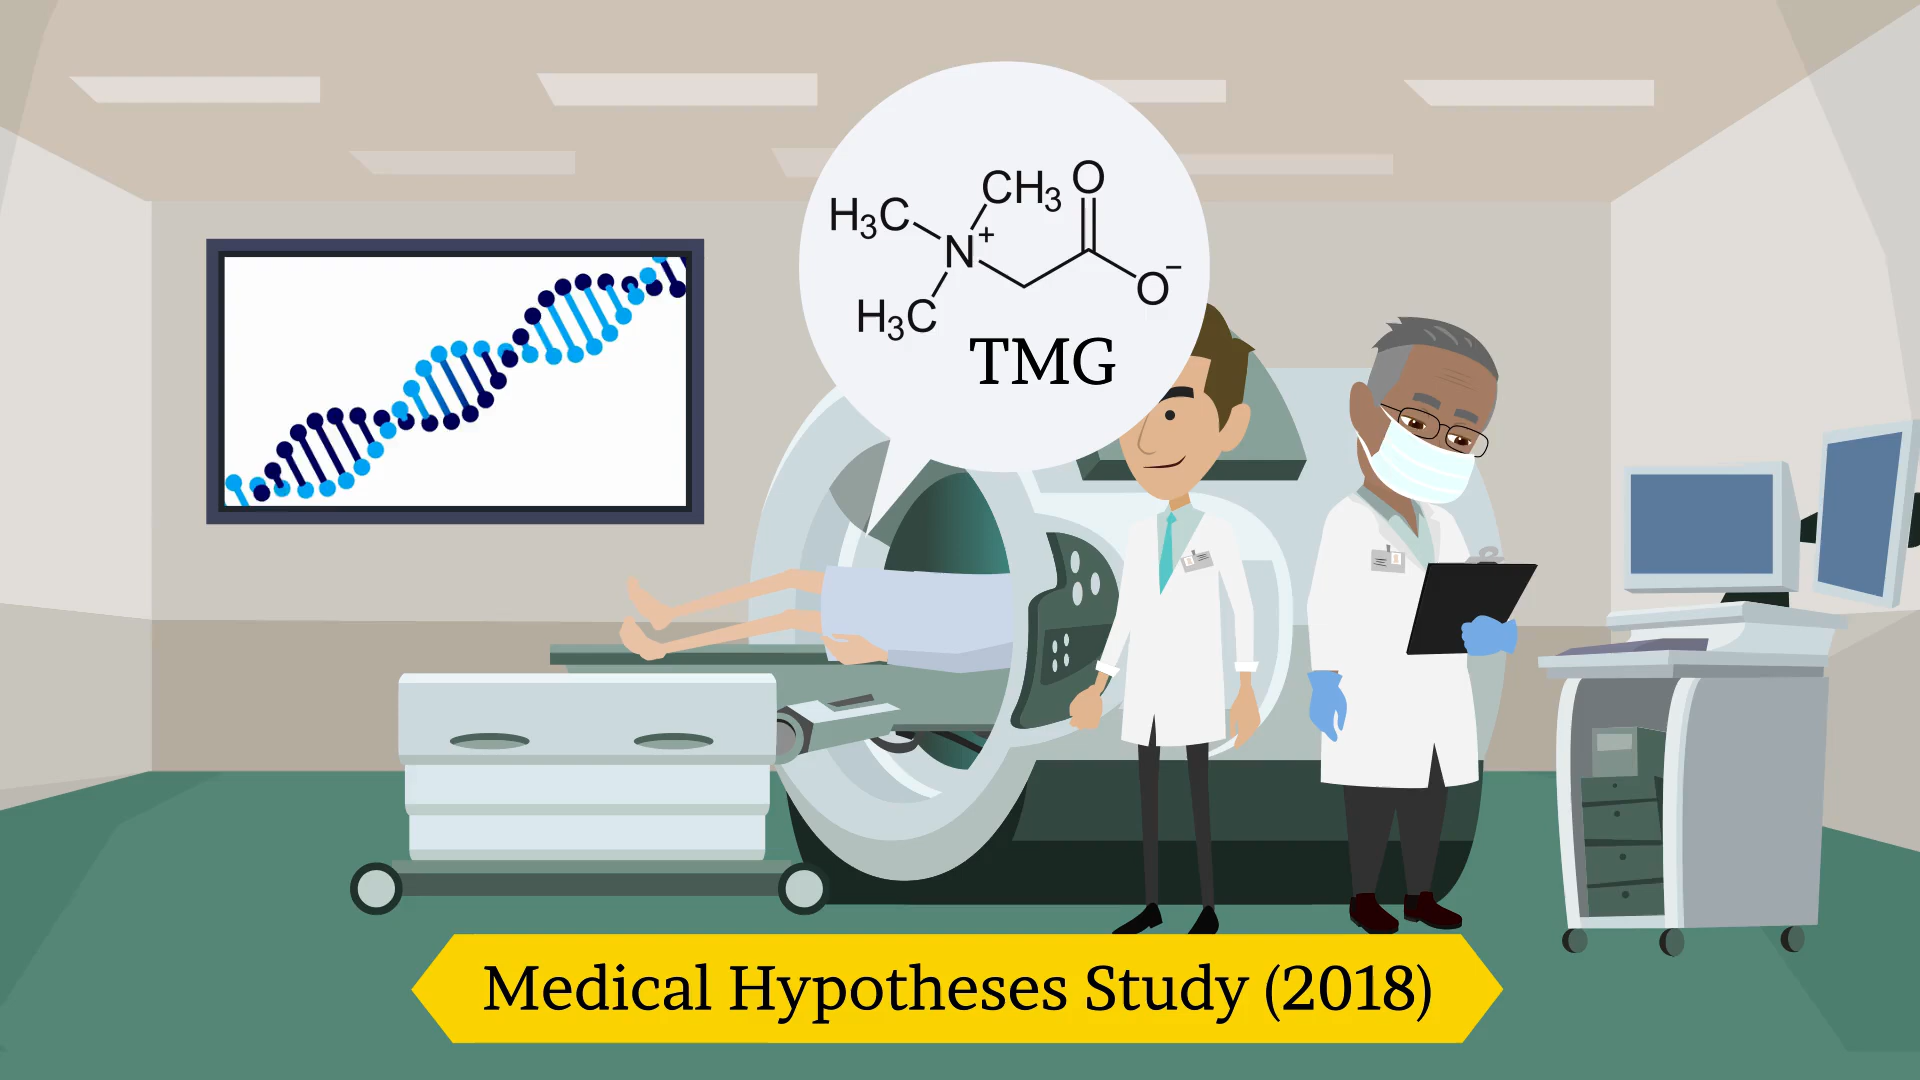 CH₃ O
H₃C
N⁺
O⁻
H₃C
TMG
Medical Hypotheses Study (2018)